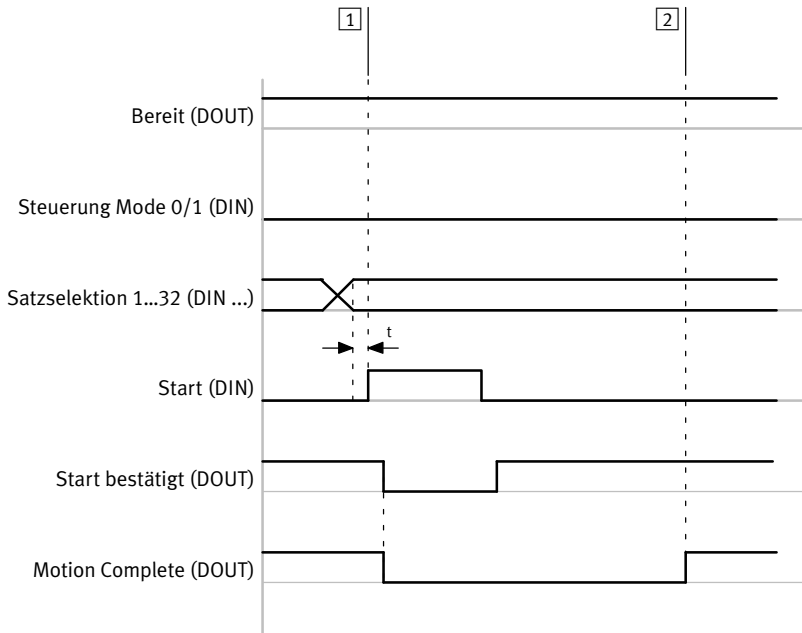 1
2
Bereit (DOUT)
Steuerung Mode 0/1 (DIN)
Satzselektion 1...32 (DIN ...)
t
Start (DIN)
Start bestätigt (DOUT)
Motion Complete (DOUT)